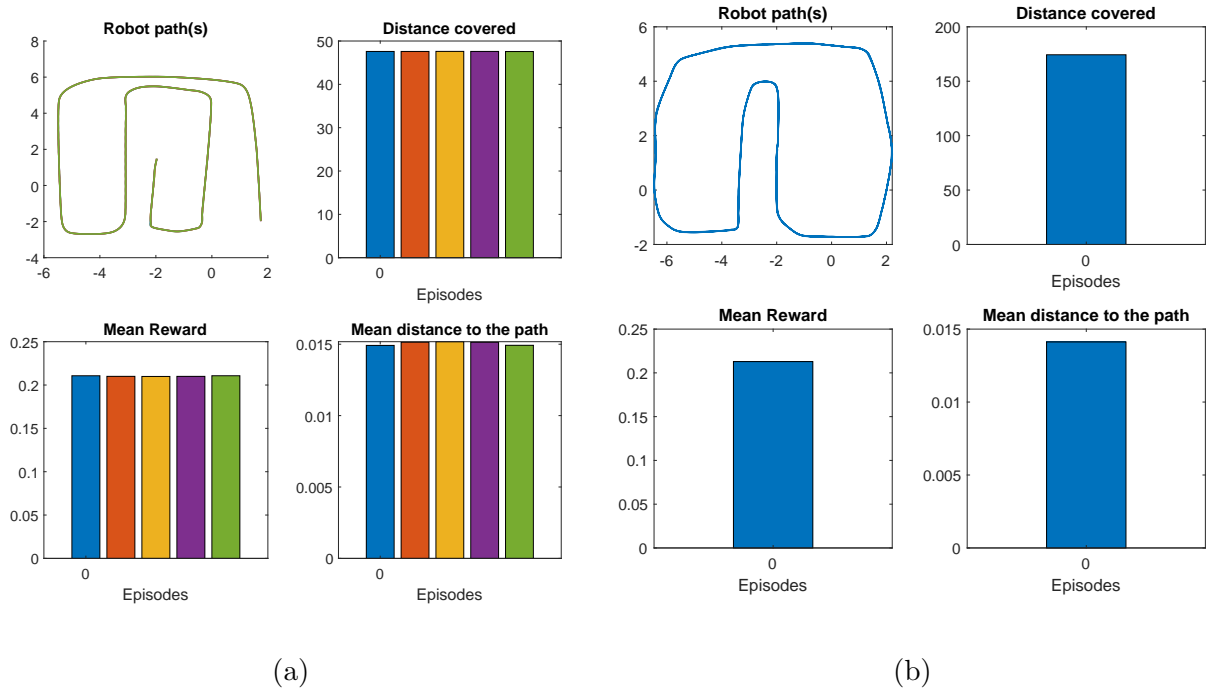 Robot path(s)
8
6
4
2
0
-2
-4
-6 -4 -2 0 2
Distance covered
50
40
30
20
10
0
0
Episodes
Mean Reward
0.25
0.2
0.15
0.1
0.05
0
0
Episodes
Mean distance to the path
0.015
0.01
0.005
0
0
Episodes
(a)
Robot path(s)
6
4
2
0
-2
-6 -4 -2 0 2
Distance covered
200
150
100
50
0
0
Episodes
Mean Reward
0.25
0.2
0.15
0.1
0.05
0
0
Episodes
Mean distance to the path
0.015
0.01
0.005
0
0
Episodes
(b)